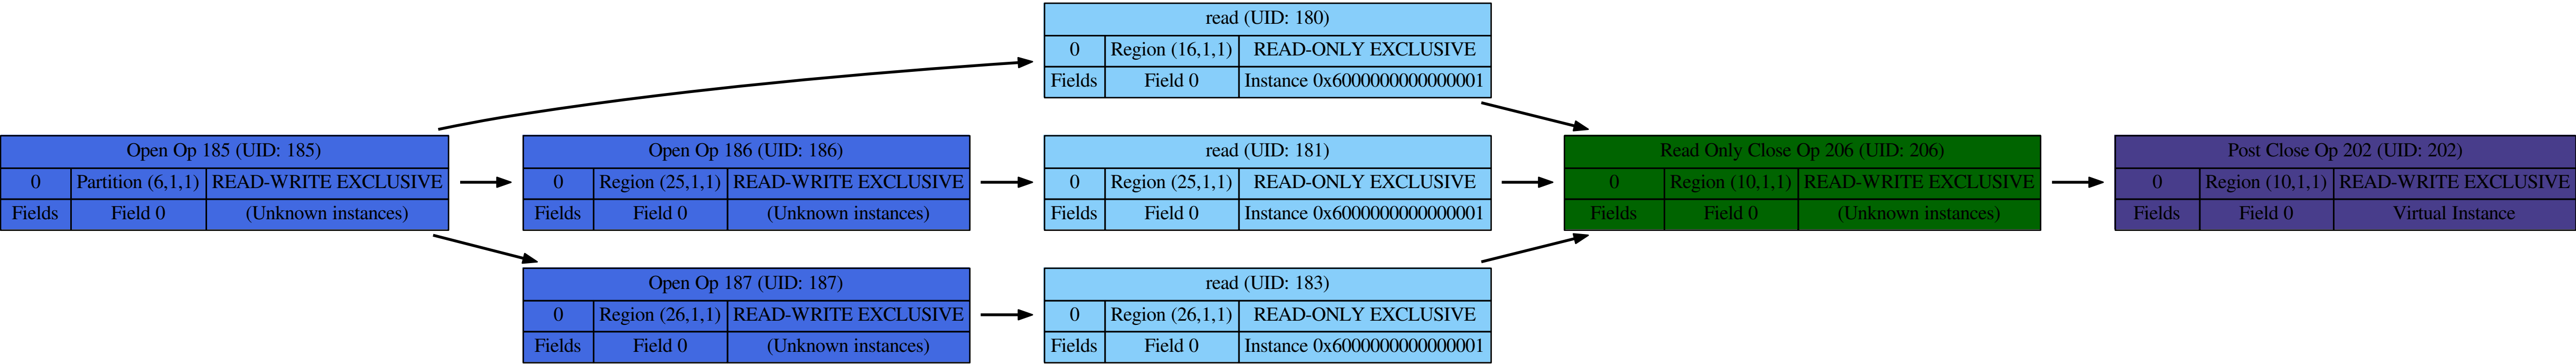 read (UID: 180)
0 Region (16,1,1) READ-ONLY EXCLUSIVE
Fields Field 0 Instance 0x6000000000000001
Open Op 185 (UID: 185)
0 Partition (6,1,1) READ-WRITE EXCLUSIVE
Fields Field 0 (Unknown instances)
Open Op 186 (UID: 186)
0 Region (25,1,1) READ-WRITE EXCLUSIVE
Fields Field 0 (Unknown instances)
read (UID: 181)
0 Region (25,1,1) READ-ONLY EXCLUSIVE
Fields Field 0 Instance 0x6000000000000001
Read Only Close Op 206 (UID: 206)
0 Region (10,1,1) READ-WRITE EXCLUSIVE
Fields Field 0 (Unknown instances)
Post Close Op 202 (UID: 202)
0 Region (10,1,1) READ-WRITE EXCLUSIVE
Fields Field 0 Virtual Instance
Open Op 187 (UID: 187)
0 Region (26,1,1) READ-WRITE EXCLUSIVE
Fields Field 0 (Unknown instances)
read (UID: 183)
0 Region (26,1,1) READ-ONLY EXCLUSIVE
Fields Field 0 Instance 0x6000000000000001